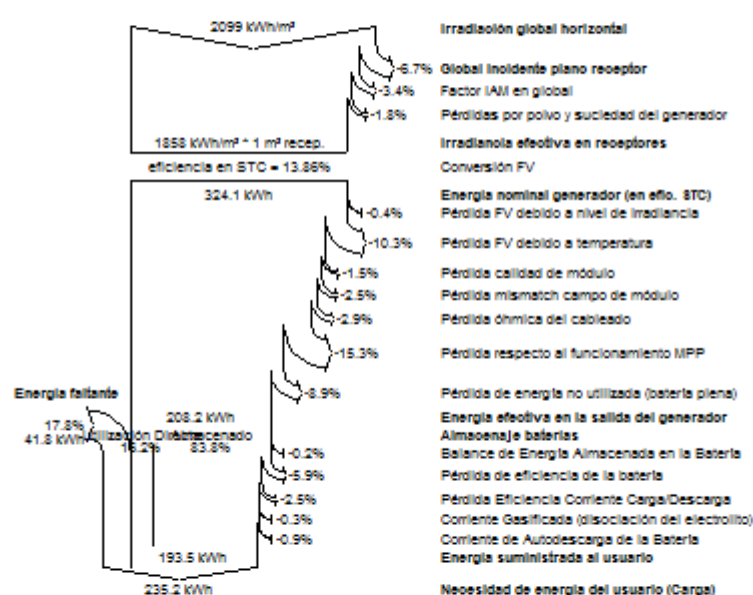 2099 kWh/m² Irradiación global horizontal
-6.7% Global incidente plano receptor
-3.4% Factor IAM en global
-1.8% Pérdidas por polvo y suciedad del generador
1858 kWh/m² * 1 m² recep. Irradiancia efectiva en receptores
eficiencia en STC = 13.86% Conversión FV
324.1 kWh Energía nominal generador (en efic. STC)
-0.4% Pérdida FV debido a nivel de irradiancia
-10.3% Pérdida FV debido a temperatura
-1.5% Pérdida calidad de módulo
-2.5% Pérdida mismatch campo de módulo
-2.9% Pérdida óhmica del cableado
-15.3% Pérdida respecto al funcionamiento MPP
Energía faltante -8.9% Pérdida de energía no utilizada (batería plena)
208.2 kWh Energía efectiva en la salida del generador
17.8%
41.8 kWh Utilización Directa Almacenado Almacenaje baterías
16.2% 83.8% -0.2% Balance de Energía Almacenada en la Batería
-5.9% Pérdida de eficiencia de la batería
-2.5% Pérdida Eficiencia Corriente Carga/Descarga
-0.3% Corriente Gasificada (disociación del electrolito)
-0.9% Corriente de Autodescarga de la Batería
193.5 kWh Energía suministrada al usuario
235.2 kWh Necesidad de energía del usuario (Carga)